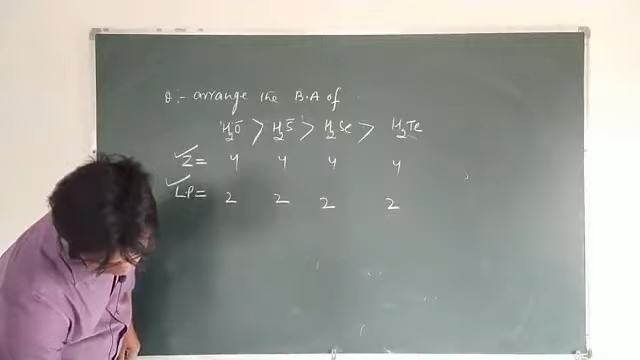 Q:- arrange the B.A of
H2O > H2S > H2Se > H2Te
Z = 4 4 4 4
LP = 2 2 2 2